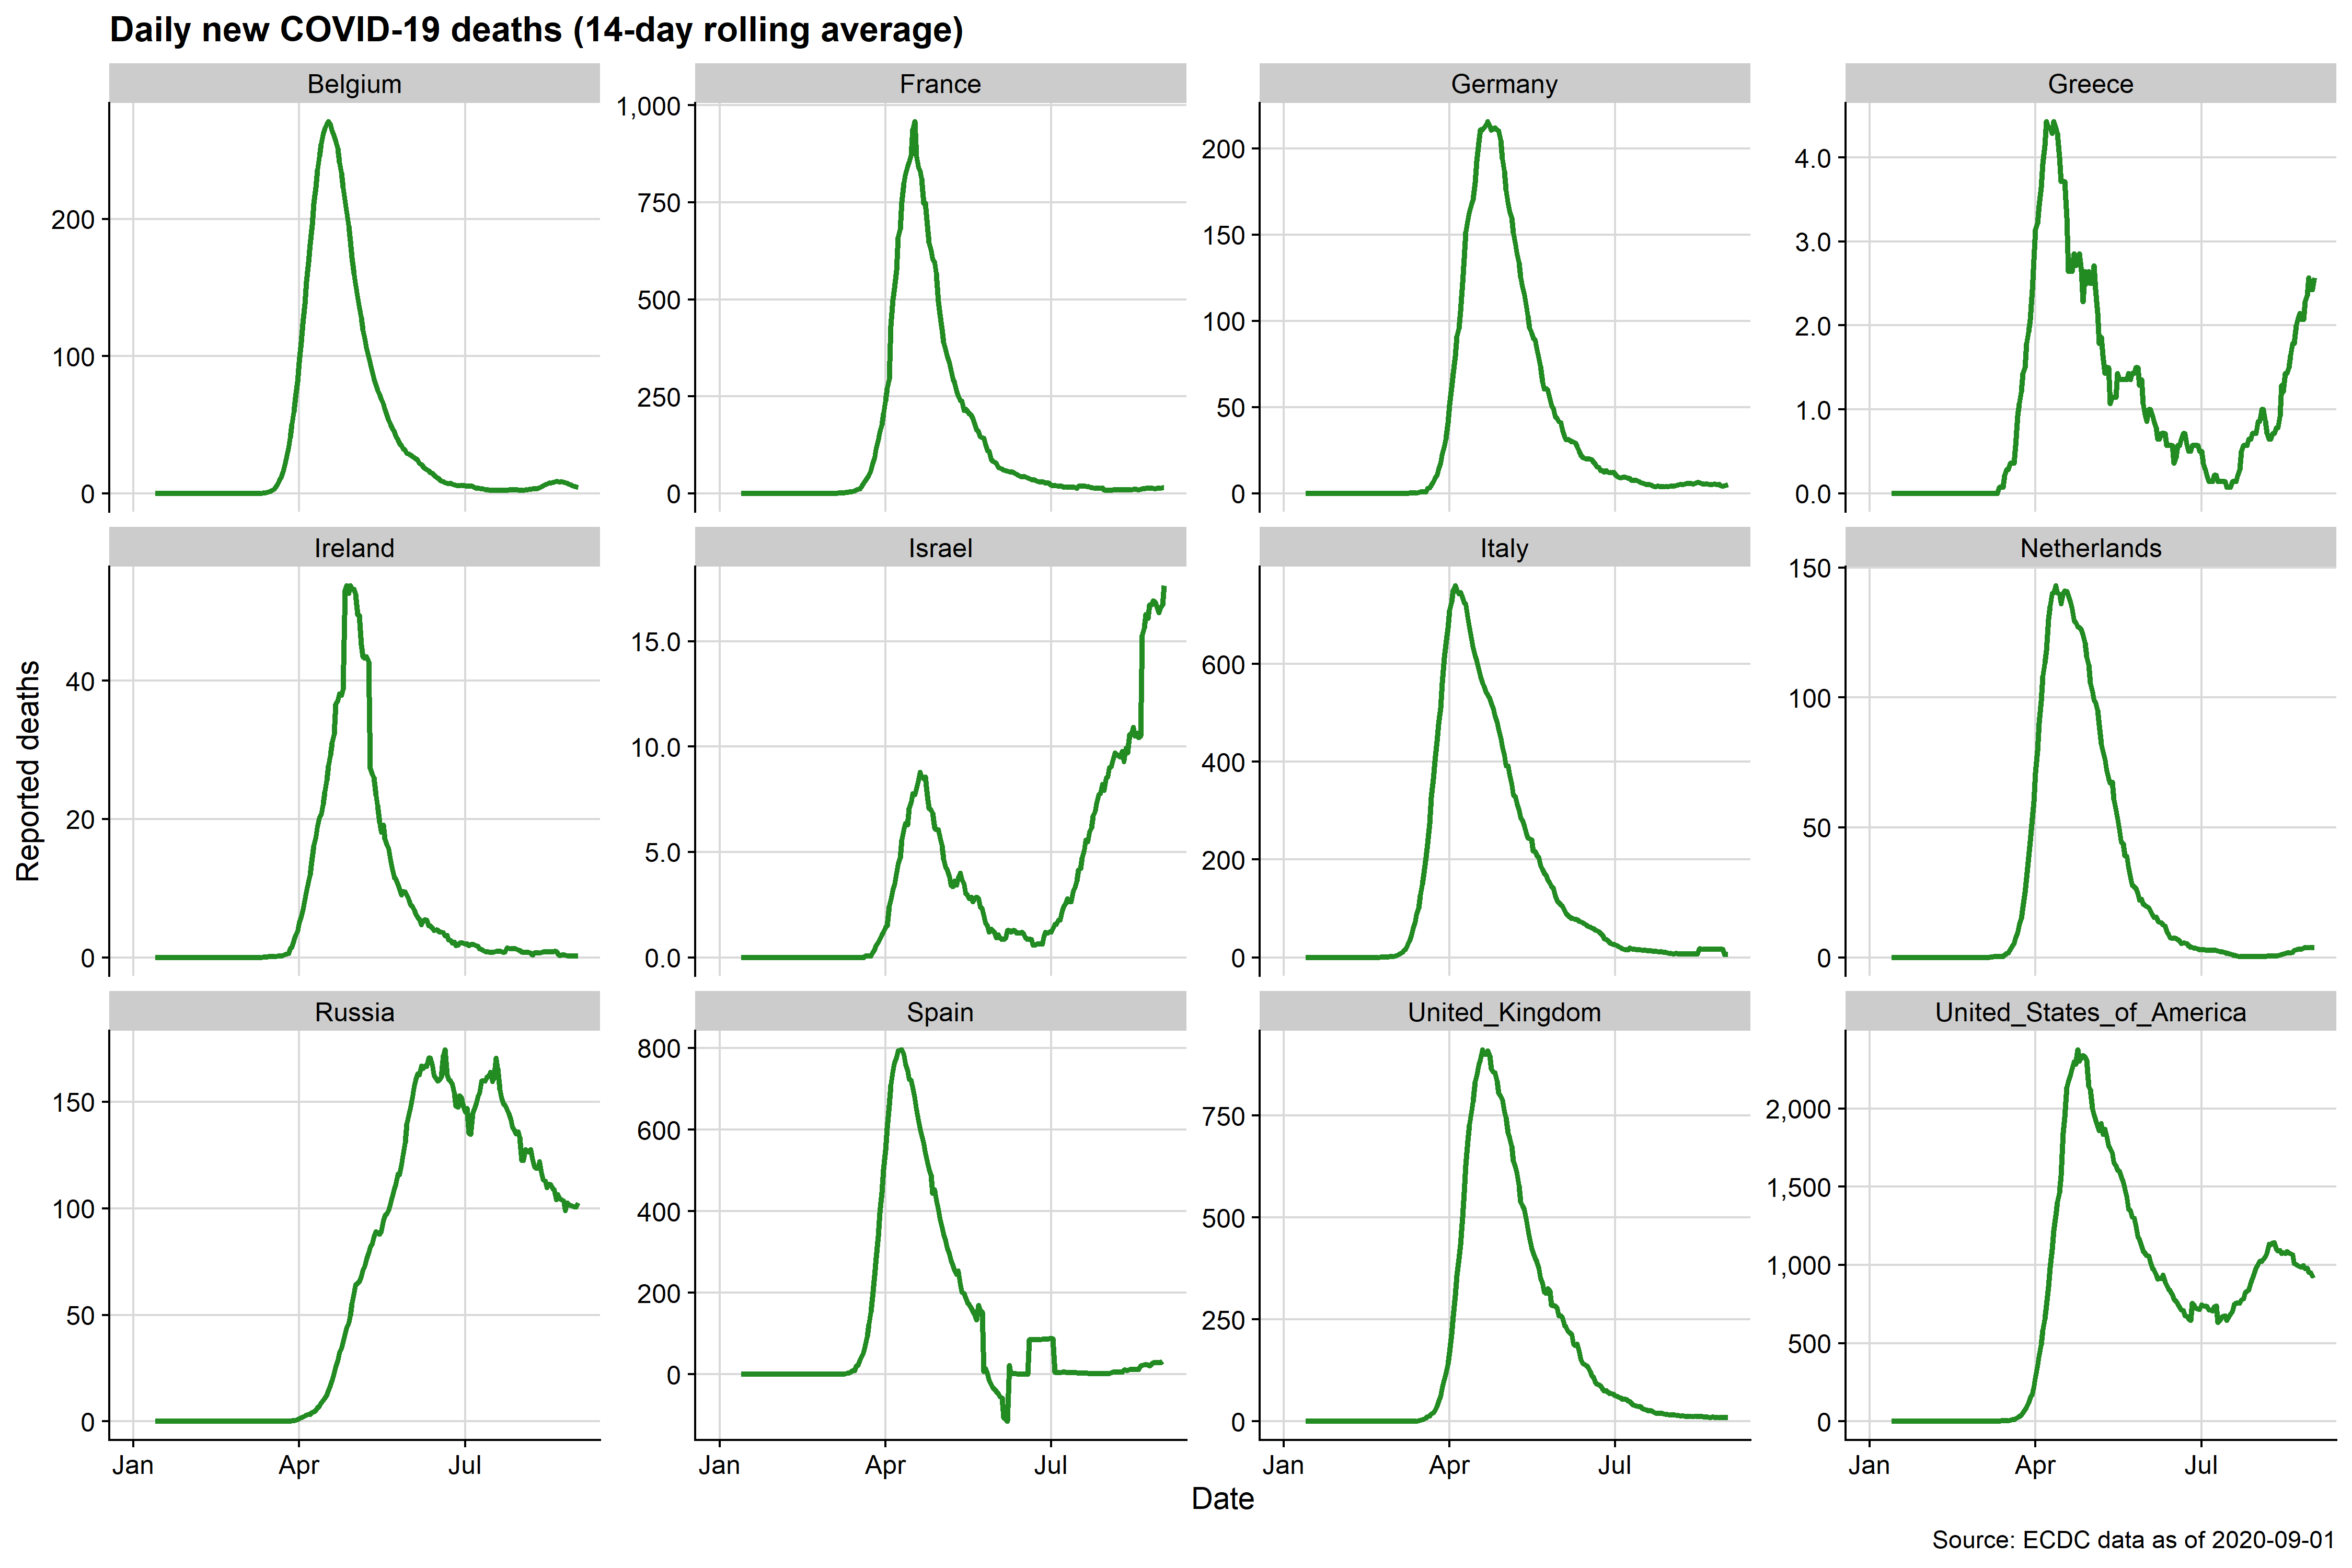 Daily new COVID-19 deaths (14-day rolling average)
Belgium
France
Germany
Greece
200
100
0
1,000
750
500
250
0
200
150
100
50
0
4.0
3.0
2.0
1.0
0.0
Reported deaths
Ireland
Israel
Italy
Netherlands
40
20
0
15.0
10.0
5.0
0.0
600
400
200
0
150
100
50
0
Russia
Spain
United_Kingdom
United_States_of_America
150
100
50
0
800
600
400
200
0
750
500
250
0
2,000
1,500
1,000
500
0
Jan Apr Jul
Jan Apr Jul
Jan Apr Jul
Jan Apr Jul
Date
Source: ECDC data as of 2020-09-01